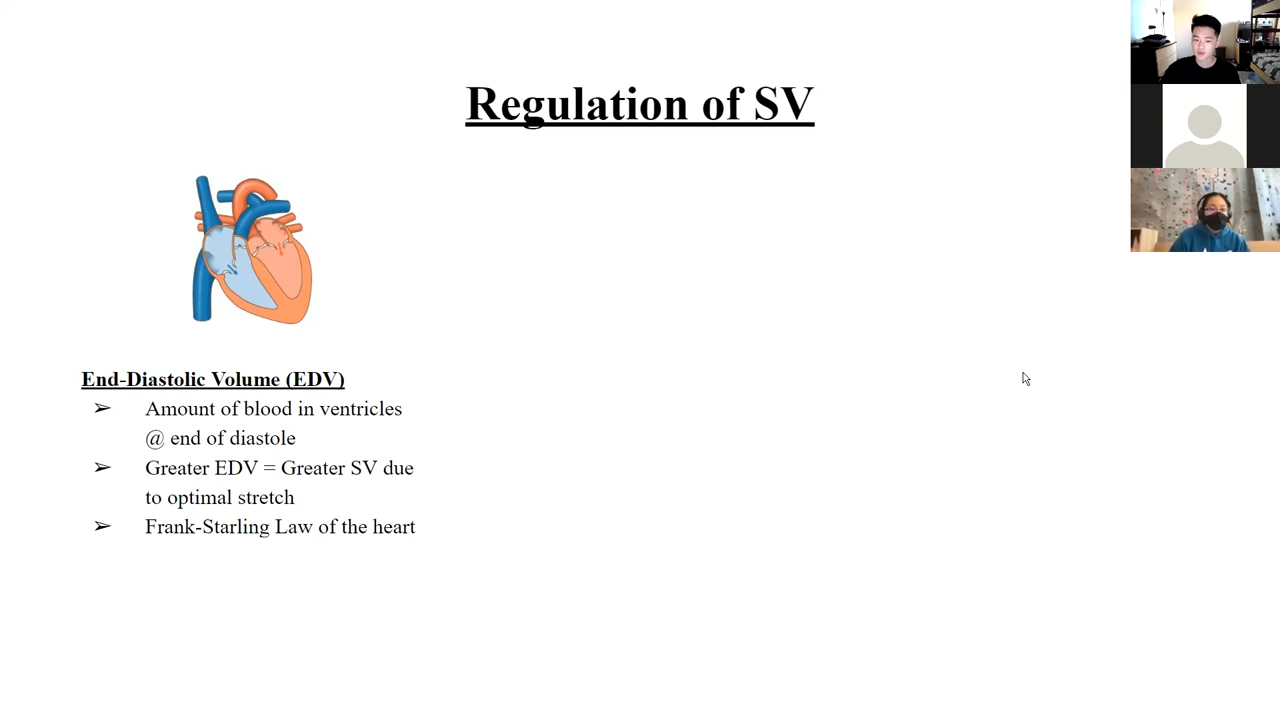 Regulation of SV
End-Diastolic Volume (EDV)
➢ Amount of blood in ventricles
@ end of diastole
➢ Greater EDV = Greater SV due
to optimal stretch
➢ Frank-Starling Law of the heart